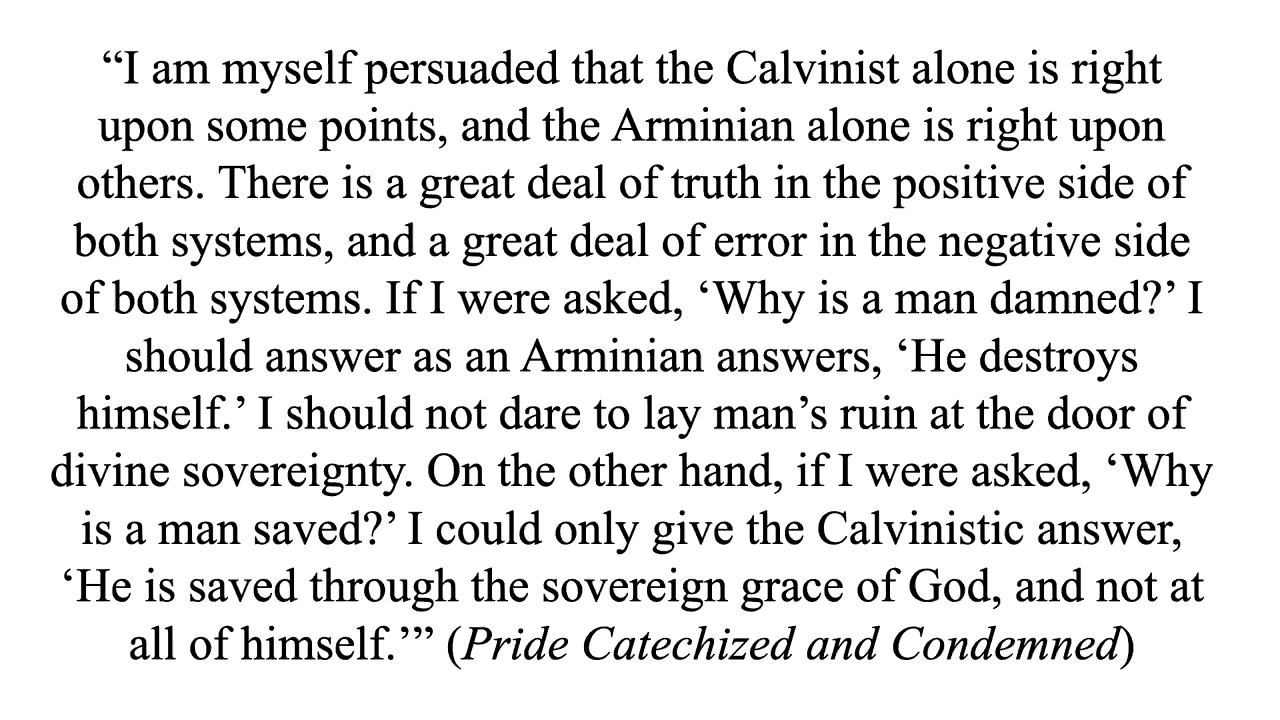 “I am myself persuaded that the Calvinist alone is right
upon some points, and the Arminian alone is right upon
others. There is a great deal of truth in the positive side of
both systems, and a great deal of error in the negative side
of both systems. If I were asked, ‘Why is a man damned?’ I
should answer as an Arminian answers, ‘He destroys
himself.’ I should not dare to lay man’s ruin at the door of
divine sovereignty. On the other hand, if I were asked, ‘Why
is a man saved?’ I could only give the Calvinistic answer,
‘He is saved through the sovereign grace of God, and not at
all of himself.’” (Pride Catechized and Condemned)